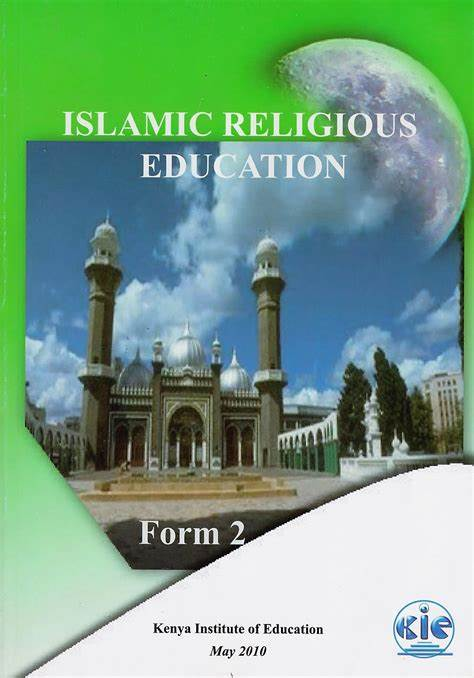 ISLAMIC RELIGIOUS
EDUCATION
Form 2
Kenya Institute of Education
May 2010
KIE